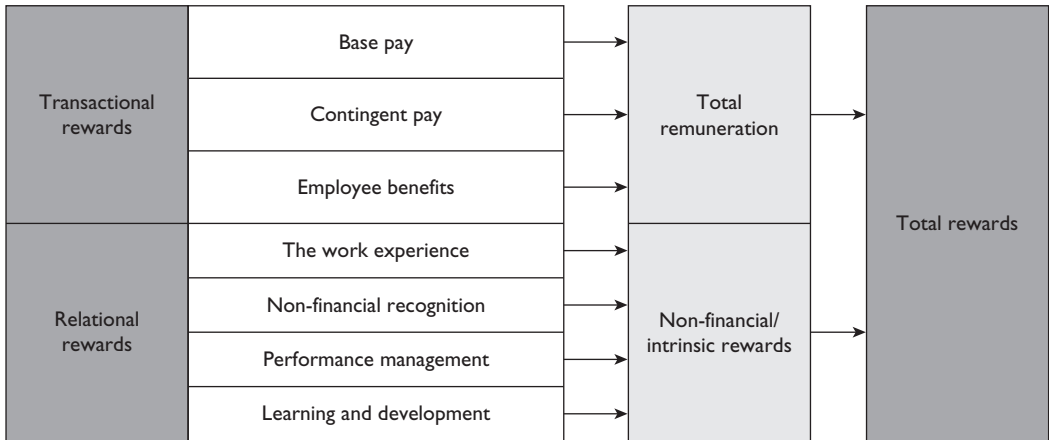 Transactional
rewards
Base pay
Contingent pay
Employee benefits
Total
remuneration
Relational
rewards
The work experience
Non-financial recognition
Performance management
Learning and development
Non-financial/
intrinsic rewards
Total rewards